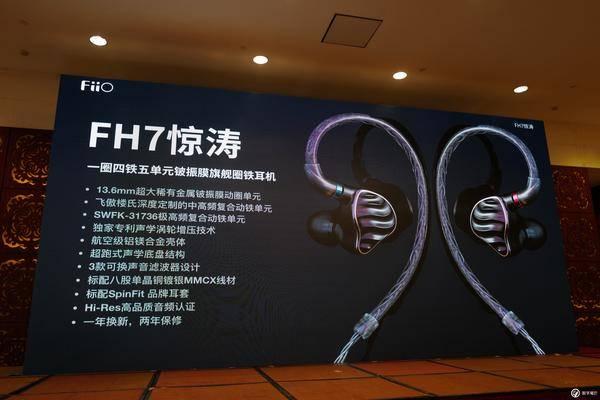 FiiO
FH7惊涛
FH7惊涛
一圈四铁五单元铍振膜旗舰圈铁耳机
• 13.6mm超大稀有金属铍振膜动圈单元
• 飞傲楼氏深度定制的中高频复合动铁单元
• SWFK-31736极高频复合动铁单元
• 独家专利声学涡轮增压技术
• 航空级铝镁合金壳体
• 超跑式声学底盘结构
• 3款可换声音滤波器设计
• 标配八股单晶铜镀银MMCX线材
• 标配SpinFit 品牌耳套
• Hi-Res高品质音频认证
• 一年换新，两年保修
数字尾巴